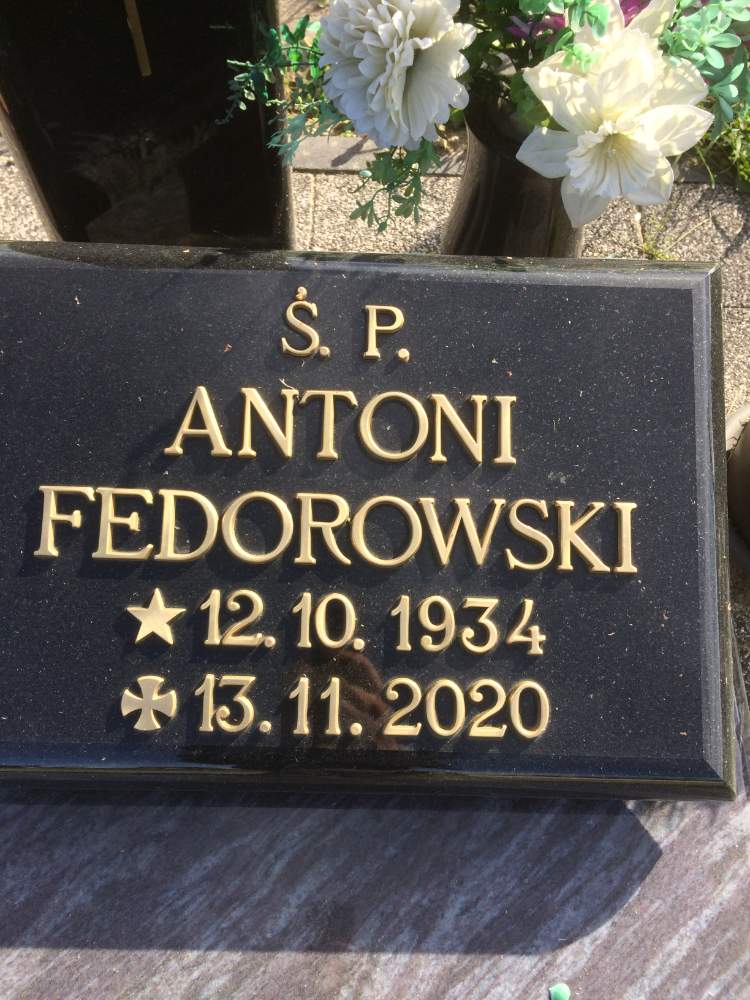 Ś. P.
ANTONI
FEDOROWSKI
12. 10. 1934
13. 11. 2020